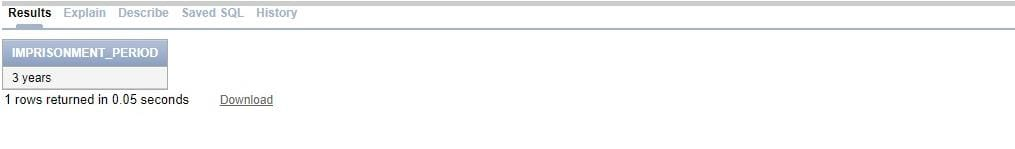 Results Explain Describe Saved SQL History
IMPRISONMENT_PERIOD
3 years
1 rows returned in 0.05 seconds Download